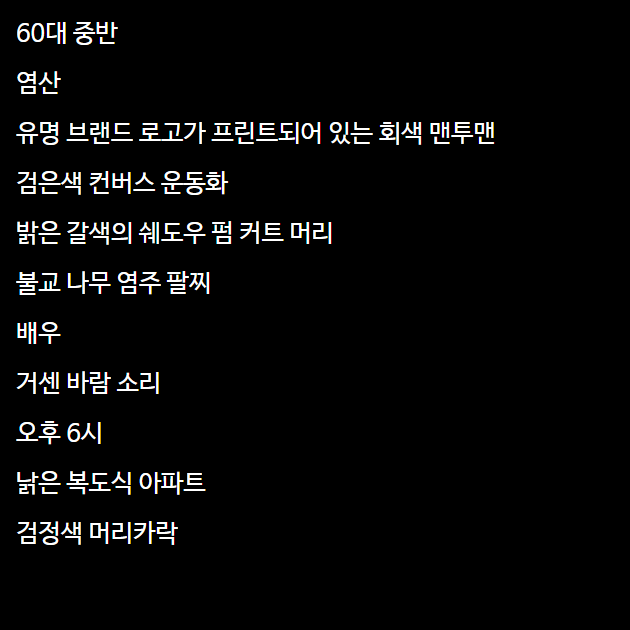 60대 중반
염산
유명 브랜드 로고가 프린트되어 있는 회색 맨투맨
검은색 컨버스 운동화
밝은 갈색의 쉐도우 펌 커트 머리
불교 나무 염주 팔찌
배우
거센 바람 소리
오후 6시
낡은 복도식 아파트
검정색 머리카락